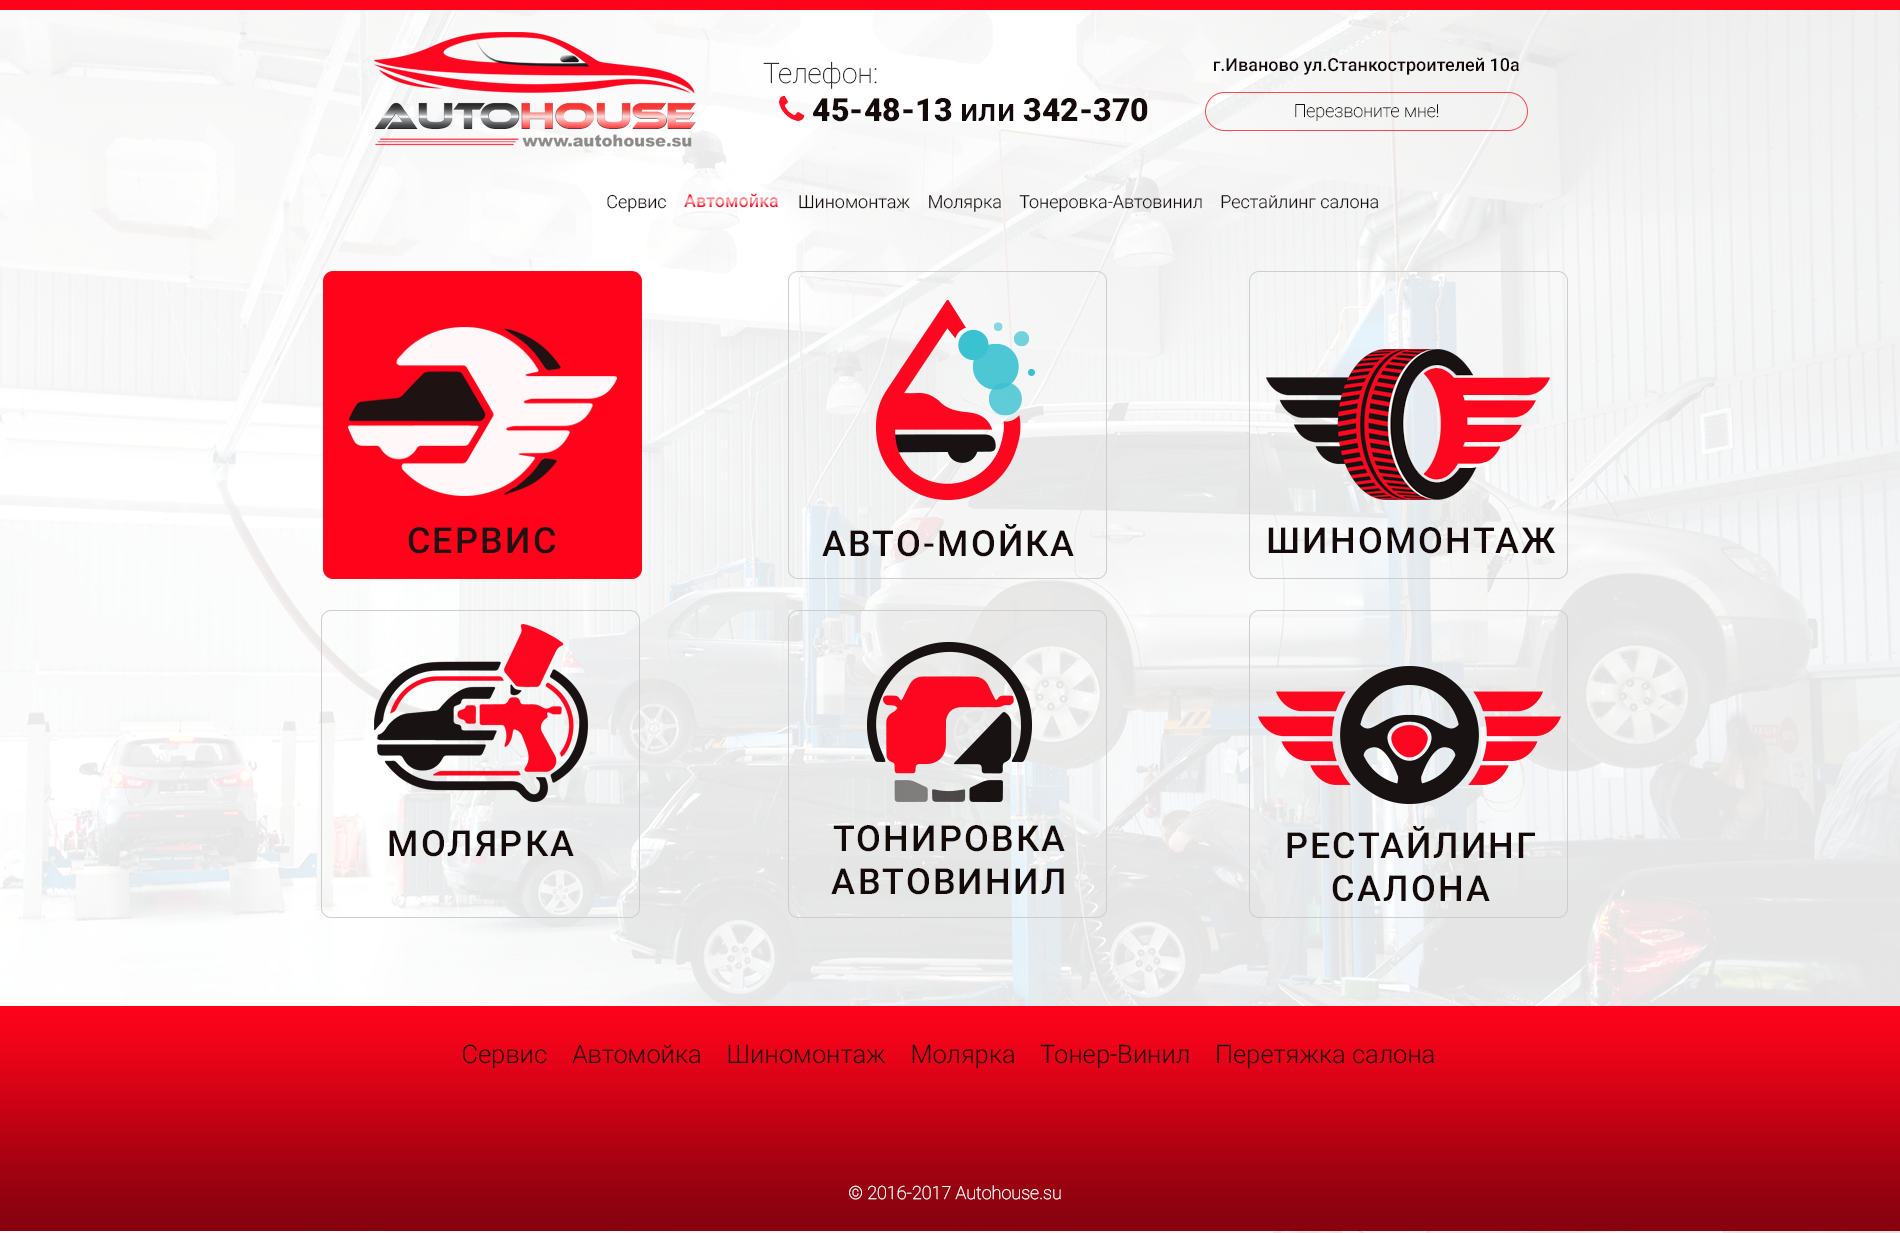 AUTOHOUSE
www.autohouse.su
Телефон:
45-48-13 или 342-370
г.Иваново ул.Станкостроителей 10а
Перезвоните мне!
Сервис Автомойка Шиномонтаж Молярка Тонеровка-Автовинил Рестайлинг салона
СЕРВИС
АВТО-МОЙКА
ШИНОМОНТАЖ
МОЛЯРКА
ТОНИРОВКА
АВТОВИНИЛ
РЕСТАЙЛИНГ
САЛОНА
Сервис Автомойка Шиномонтаж Молярка Тонер-Винил Перетяжка салона
© 2016-2017 Autohouse.su